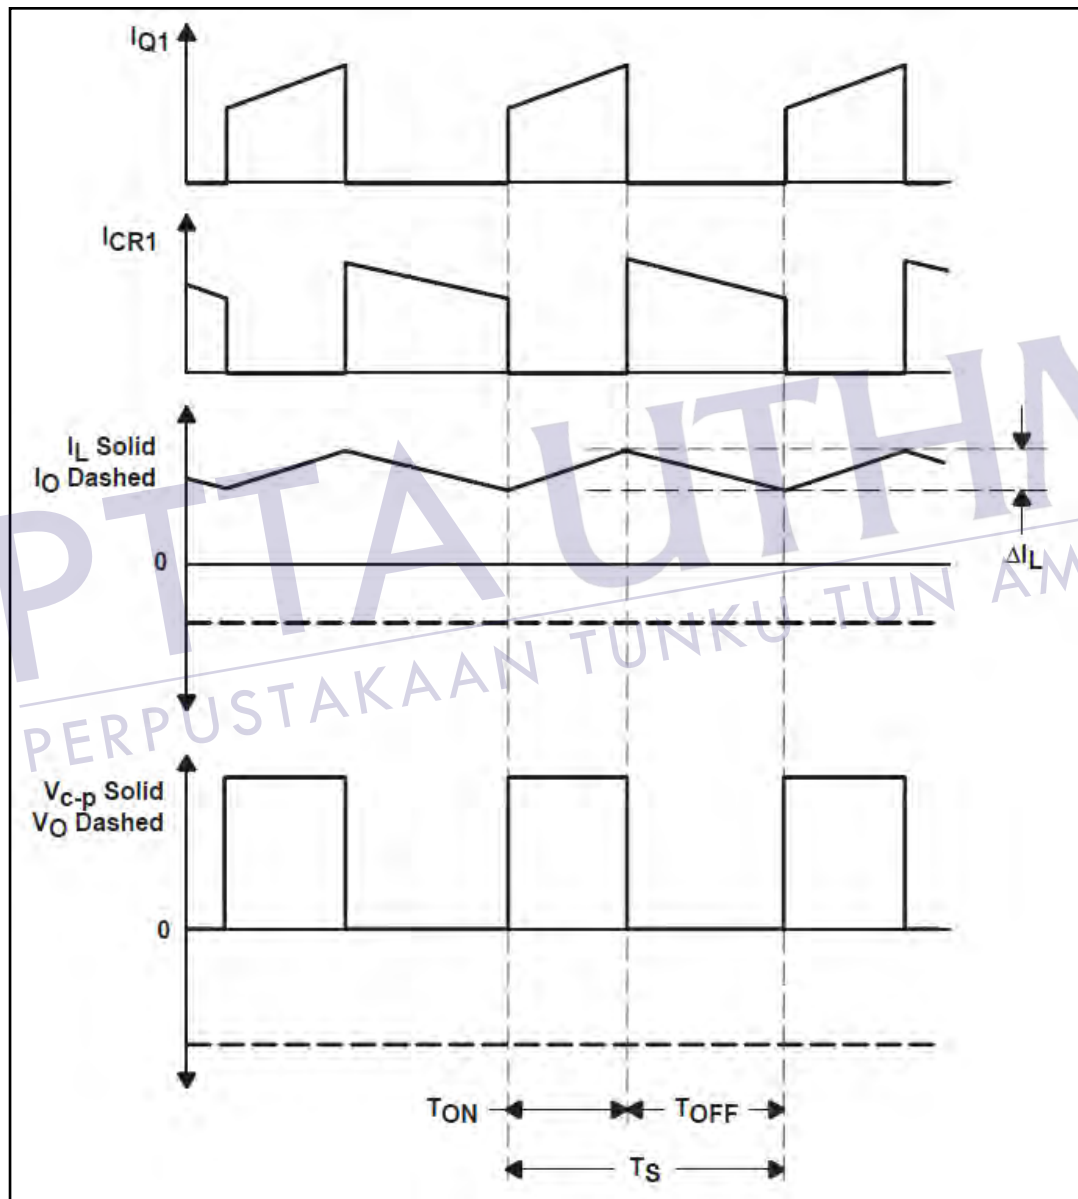 IQ1
ICR1
IL Solid
IO Dashed
0
ΔIL
Vc-p Solid
VO Dashed
0
TON
TOFF
TS
PTTA UTHM
PERPUSTAKAAN TUNKU TUN AM